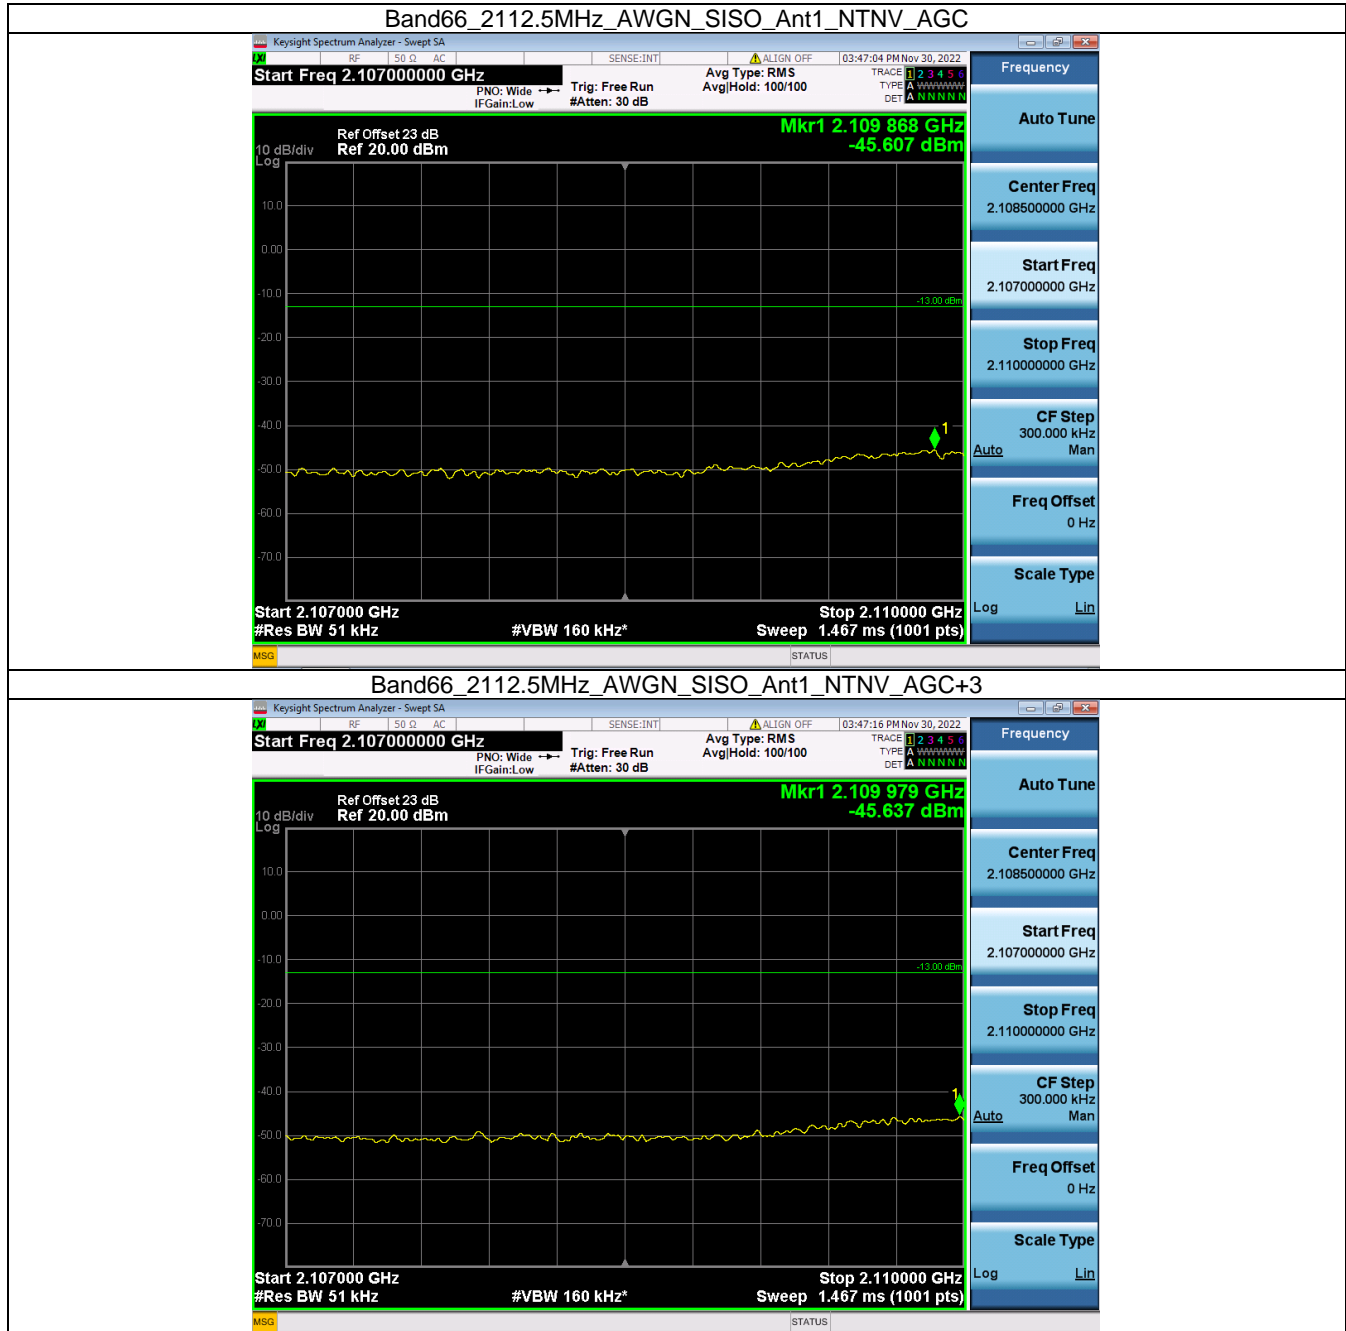 Band66_2112.5MHz_AWGN_SISO_Ant1_NTNV_AGC
Keysight Spectrum Analyzer - Swept SA
LXI RF 50 Ω AC SENSE:INT ALIGN OFF 03:47:04 PM Nov 30, 2022
Start Freq 2.107000000 GHz
PNO: Wide
IFGain:Low
Trig: Free Run
#Atten: 30 dB
Avg Type: RMS
Avg|Hold: 100/100
TRACE 1 2 3 4 5 6
TYPE A WWWWW
DET A N N N N N
Frequency
Mkr1 2.109 868 GHz
-45.607 dBm
Ref Offset 23 dB
10 dB/div Ref 20.00 dBm
Log
10.0
0.00
-10.0
-13.00 dBm
-20.0
-30.0
-40.0
1
-50.0
-60.0
-70.0
Start 2.107000 GHz Stop 2.110000 GHz
#Res BW 51 kHz #VBW 160 kHz* Sweep 1.467 ms (1001 pts)
MSG STATUS
Auto Tune
Center Freq
2.108500000 GHz
Start Freq
2.107000000 GHz
Stop Freq
2.110000000 GHz
CF Step
300.000 kHz
Auto Man
Freq Offset
0 Hz
Scale Type
Log Lin
Band66_2112.5MHz_AWGN_SISO_Ant1_NTNV_AGC+3
Keysight Spectrum Analyzer - Swept SA
LXI RF 50 Ω AC SENSE:INT ALIGN OFF 03:47:16 PM Nov 30, 2022
Start Freq 2.107000000 GHz
PNO: Wide
IFGain:Low
Trig: Free Run
#Atten: 30 dB
Avg Type: RMS
Avg|Hold: 100/100
TRACE 1 2 3 4 5 6
TYPE A WWWWW
DET A N N N N N
Frequency
Mkr1 2.109 979 GHz
-45.637 dBm
Ref Offset 23 dB
10 dB/div Ref 20.00 dBm
Log
10.0
0.00
-10.0
-13.00 dBm
-20.0
-30.0
-40.0
1
-50.0
-60.0
-70.0
Start 2.107000 GHz Stop 2.110000 GHz
#Res BW 51 kHz #VBW 160 kHz* Sweep 1.467 ms (1001 pts)
MSG STATUS
Auto Tune
Center Freq
2.108500000 GHz
Start Freq
2.107000000 GHz
Stop Freq
2.110000000 GHz
CF Step
300.000 kHz
Auto Man
Freq Offset
0 Hz
Scale Type
Log Lin